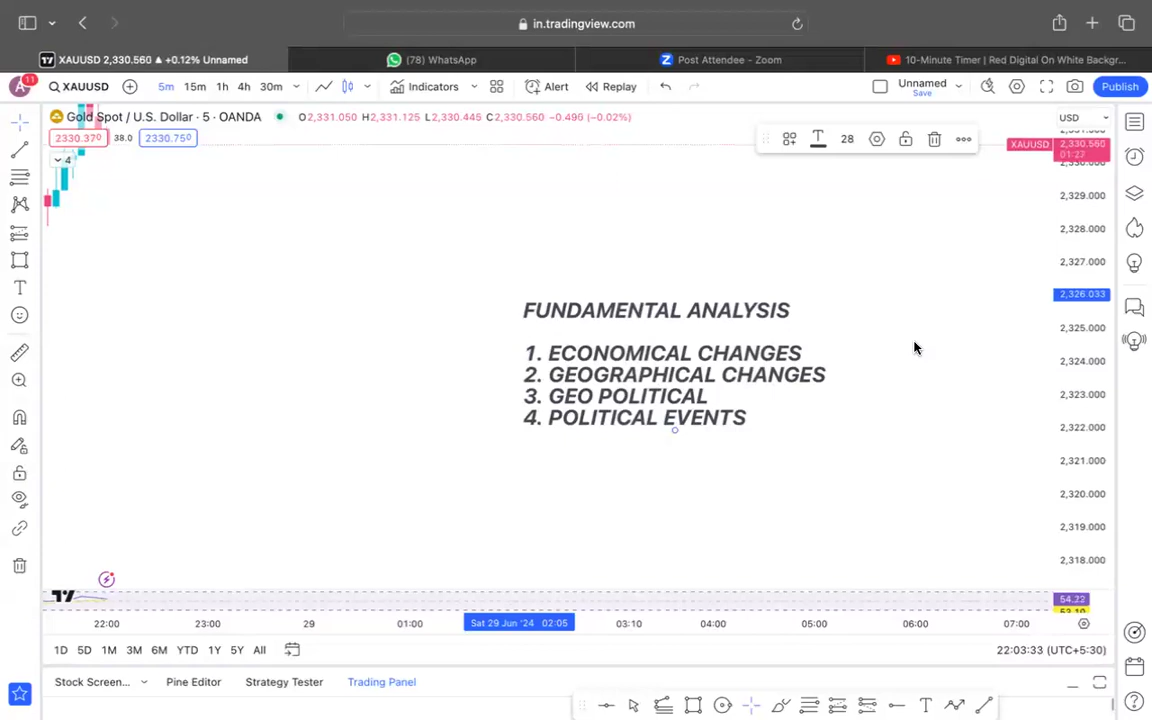 in.tradingview.com
XAUUSD 2,330.560 ▲ +0.12% Unnamed
(78) WhatsApp
Post Attendee - Zoom
10-Minute Timer | Red Digital On White Backgr...
A 11
XAUUSD
5m 15m 1h 4h 30m
Indicators
Alert
Replay
Unnamed
Save
Publish
Gold Spot / U.S. Dollar · 5 · OANDA
O2,331.050 H2,331.125 L2,330.445 C2,330.560 -0.490 (-0.02%)
USD
2330.370 38.0 2330.750
4
28
XAUUSD 2,330.560
01:27
2,330.000
2,329.000
2,328.000
2,327.000
2,326.033
2,325.000
2,324.000
2,323.000
2,322.000
2,321.000
2,320.000
2,319.000
2,318.000
FUNDAMENTAL ANALYSIS
1. ECONOMICAL CHANGES
2. GEOGRAPHICAL CHANGES
3. GEO POLITICAL
4. POLITICAL EVENTS
54.22
22:00 23:00 29 01:00 Sat 29 Jun '24 02:05 03:10 04:00 05:00 06:00 07:00
1D 5D 1M 3M 6M YTD 1Y 5Y All
22:03:33 (UTC+5:30)
Stock Screen... Pine Editor Strategy Tester Trading Panel